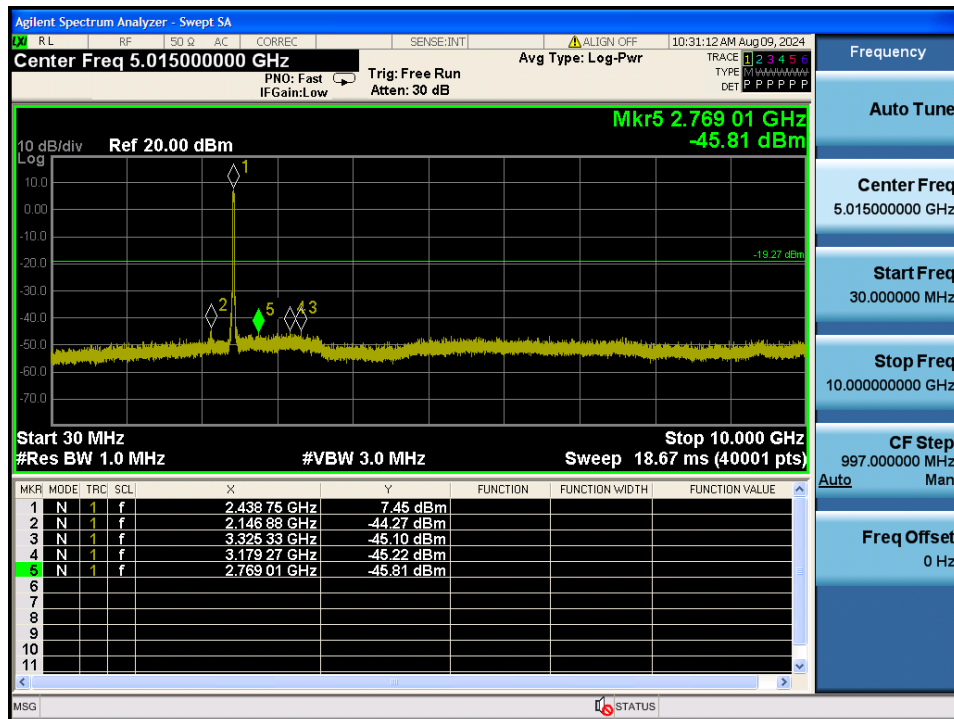 Agilent Spectrum Analyzer - Swept SA
LXI RL RF 50 Ω AC CORREC SENSE:INT ALIGN OFF 10:31:12 AM Aug 09, 2024
Center Freq 5.015000000 GHz
PNO: Fast
IFGain:Low
Trig: Free Run
Atten: 30 dB
Avg Type: Log-Pwr
TRACE 1 2 3 4 5 6
TYPE M W W W W W
DET P P P P P P
Mkr5 2.769 01 GHz
-45.81 dBm
10 dB/div Ref 20.00 dBm
Log
10.0
0.00
-10.0
-20.0
-30.0
-40.0
-50.0
-60.0
-70.0
1
2
5
4
3
-19.27 dBm
Start 30 MHz Stop 10.000 GHz
#Res BW 1.0 MHz #VBW 3.0 MHz Sweep 18.67 ms (40001 pts)
MKR MODE TRC SCL X Y FUNCTION FUNCTION WIDTH FUNCTION VALUE
1 N 1 f 2.438 75 GHz 7.45 dBm
2 N 1 f 2.146 88 GHz -44.27 dBm
3 N 1 f 3.325 33 GHz -45.10 dBm
4 N 1 f 3.179 27 GHz -45.22 dBm
5 N 1 f 2.769 01 GHz -45.81 dBm
6
7
8
9
10
11
MSG STATUS
Frequency
Auto Tune
Center Freq
5.015000000 GHz
Start Freq
30.000000 MHz
Stop Freq
10.000000000 GHz
CF Step
997.000000 MHz
Auto Man
Freq Offset
0 Hz